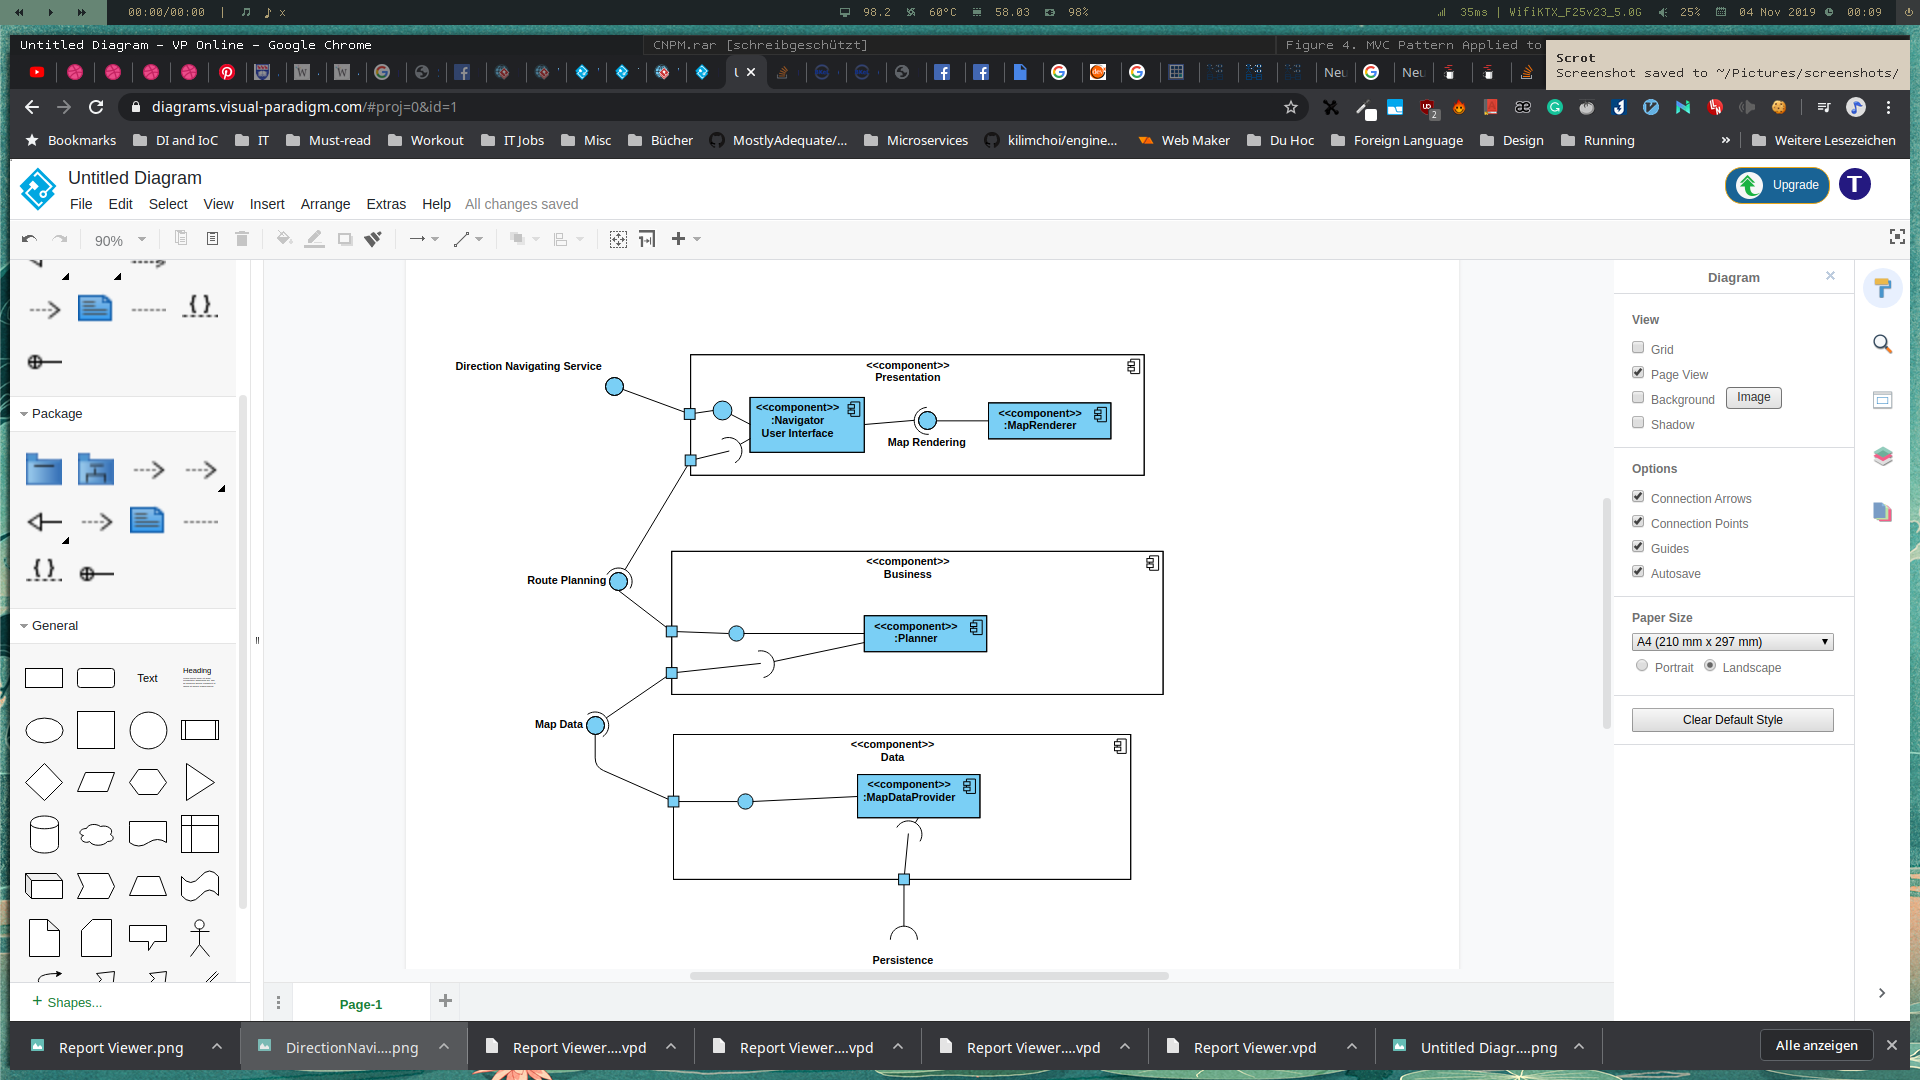 00:00/00:00 | x
98.2 60°C 58.03 98%
35ms | WifiKTX_F25v23_5.0G 25% 04 Nov 2019 00:09
Untitled Diagram - VP Online - Google Chrome
CNPM.rar [schreibgeschützt]
Figure 4. MVC Pattern Applied to
Scrot
Screenshot saved to ~/Pictures/screenshots/
diagrams.visual-paradigm.com/#proj=0&id=1
Bookmarks DI and IoC IT Must-read Workout IT Jobs Misc Bücher MostlyAdequate/... Microservices kilimchoi/engine... Web Maker Du Hoc Foreign Language Design Running » Weitere Lesezeichen
Untitled Diagram
Upgrade
T
File Edit Select View Insert Arrange Extras Help All changes saved
90%
Package
General
Text
Heading
+ Shapes...
Direction Navigating Service
<<component>>
Presentation
<<component>>
:Navigator
User Interface
Map Rendering
<<component>>
:MapRenderer
Route Planning
<<component>>
Business
<<component>>
:Planner
Map Data
<<component>>
Data
<<component>>
:MapDataProvider
Persistence
Page-1
Diagram
View
Grid
Page View
Background Image
Shadow
Options
Connection Arrows
Connection Points
Guides
Autosave
Paper Size
A4 (210 mm x 297 mm)
Portrait Landscape
Clear Default Style
Report Viewer.png
DirectionNavi....png
Report Viewer....vpd
Report Viewer....vpd
Report Viewer....vpd
Report Viewer.vpd
Untitled Diagr....png
Alle anzeigen